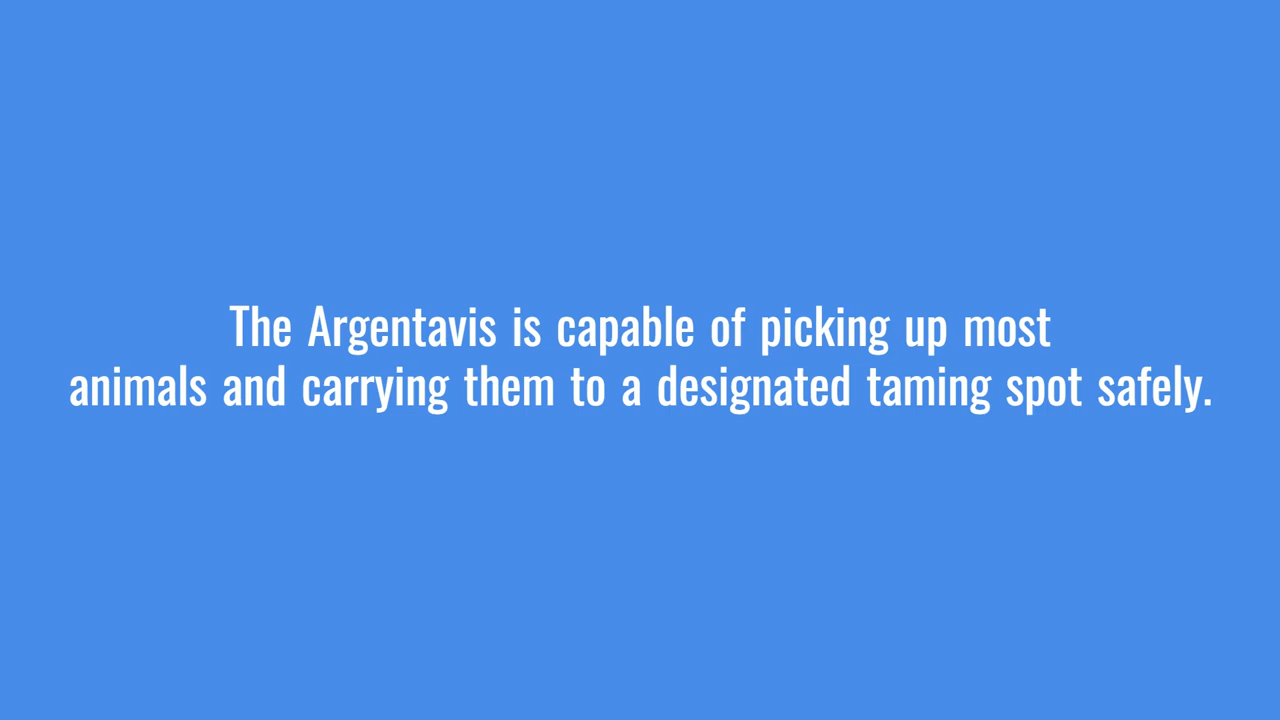 The Argentavis is capable of picking up most
animals and carrying them to a designated taming spot safely.